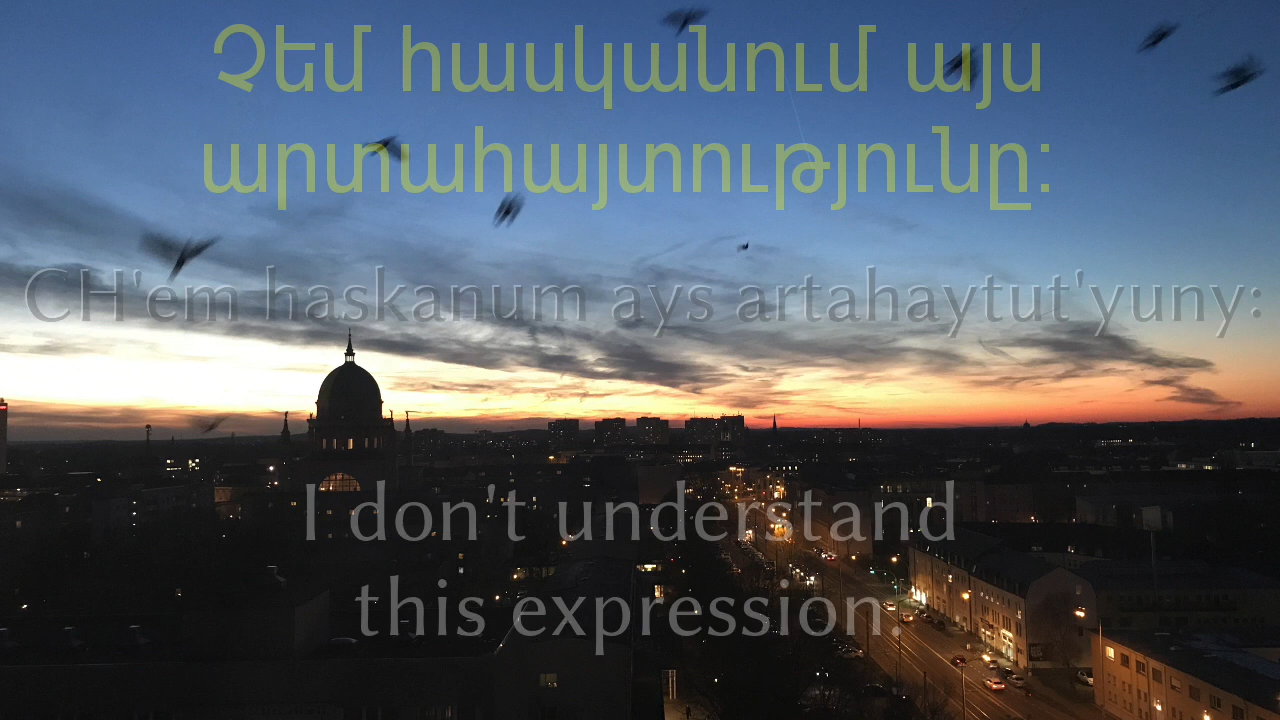 Չեմ հասկանում այս
արտահայտությունը:
CH'em haskanum ays artahaytut'yuny:
I don't understand
this expression.